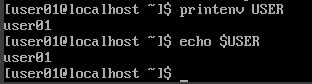 [user01@localhost ~]$ printenv USER
user01
[user01@localhost ~]$ echo $USER
user01
[user01@localhost ~]$ _